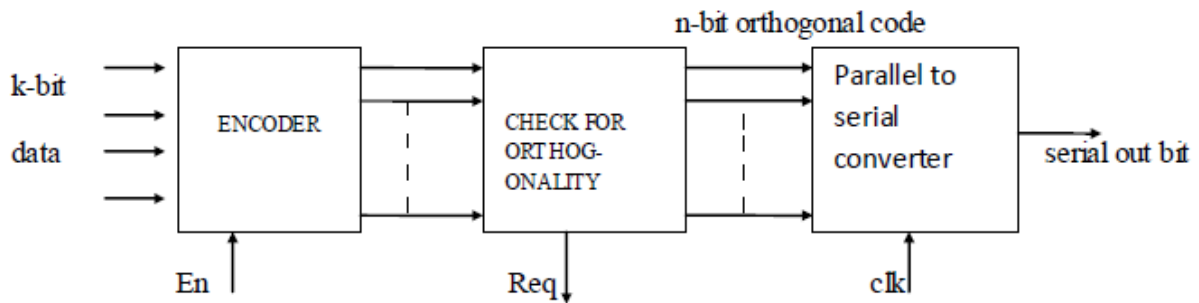 n-bit orthogonal code
k-bit
data
ENCODER
CHECK FOR
ORTHOG-
ONALITY
Parallel to
serial
converter
serial out bit
En
Req
clk